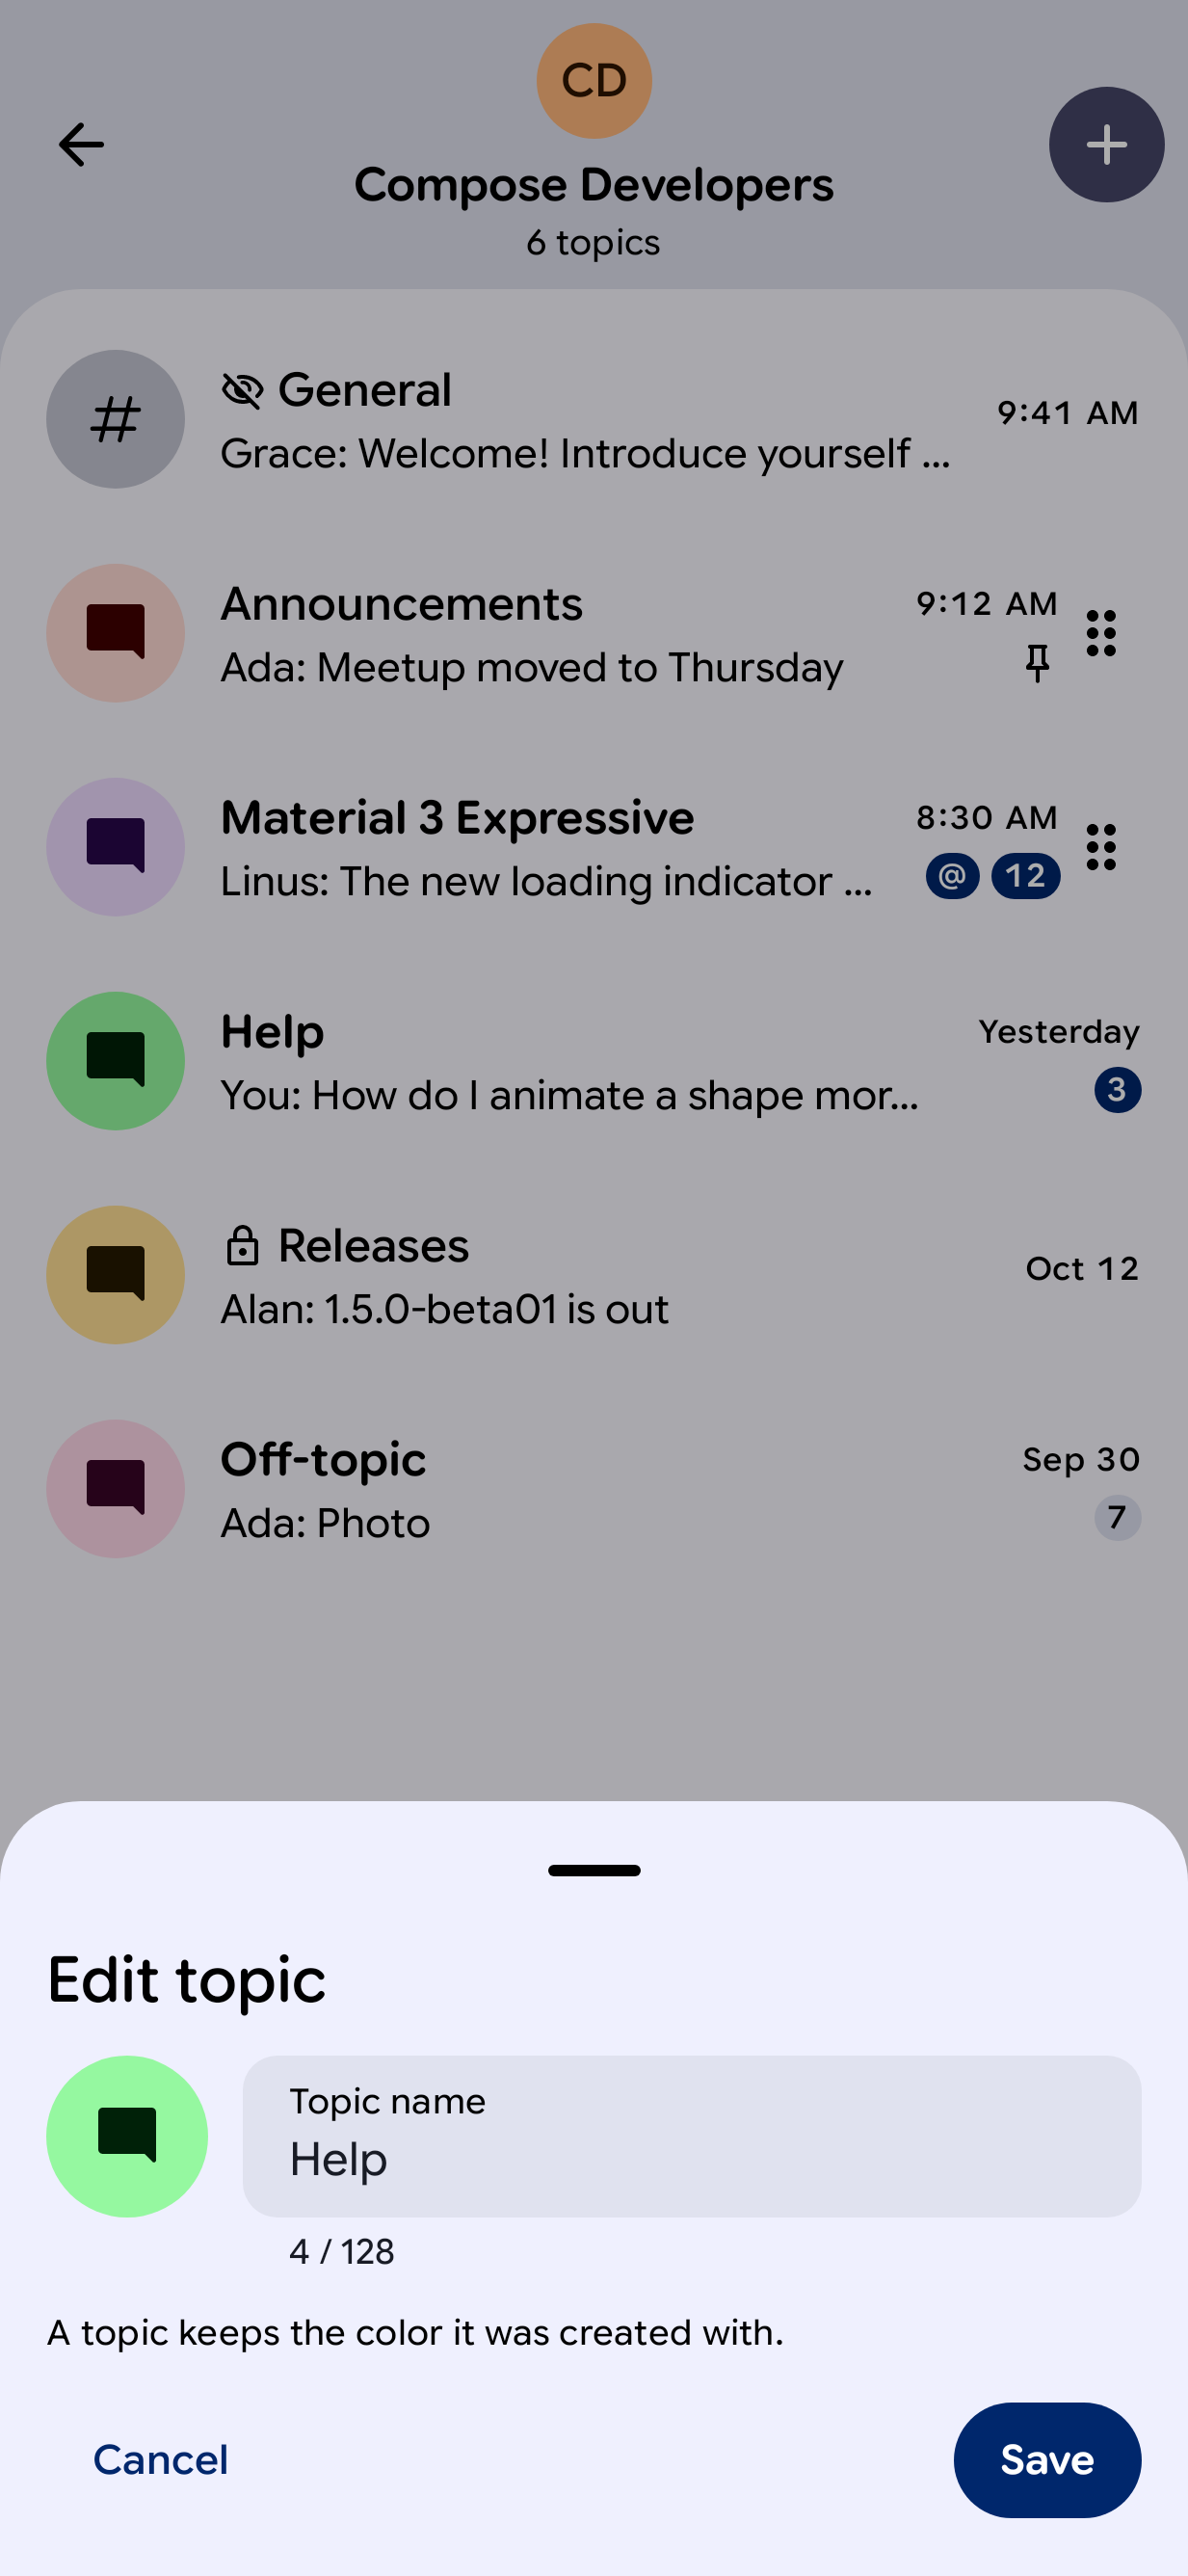 CD
Compose Developers
6 topics
General
9:41 AM
Grace: Welcome! Introduce yourself ...
Announcements
9:12 AM
Ada: Meetup moved to Thursday
Material 3 Expressive
8:30 AM
Linus: The new loading indicator ...
@ 12
Help
Yesterday
You: How do I animate a shape mor...
3
Releases
Oct 12
Alan: 1.5.0-beta01 is out
Off-topic
Sep 30
Ada: Photo
7
Edit topic
Topic name
Help
4 / 128
A topic keeps the color it was created with.
Cancel
Save